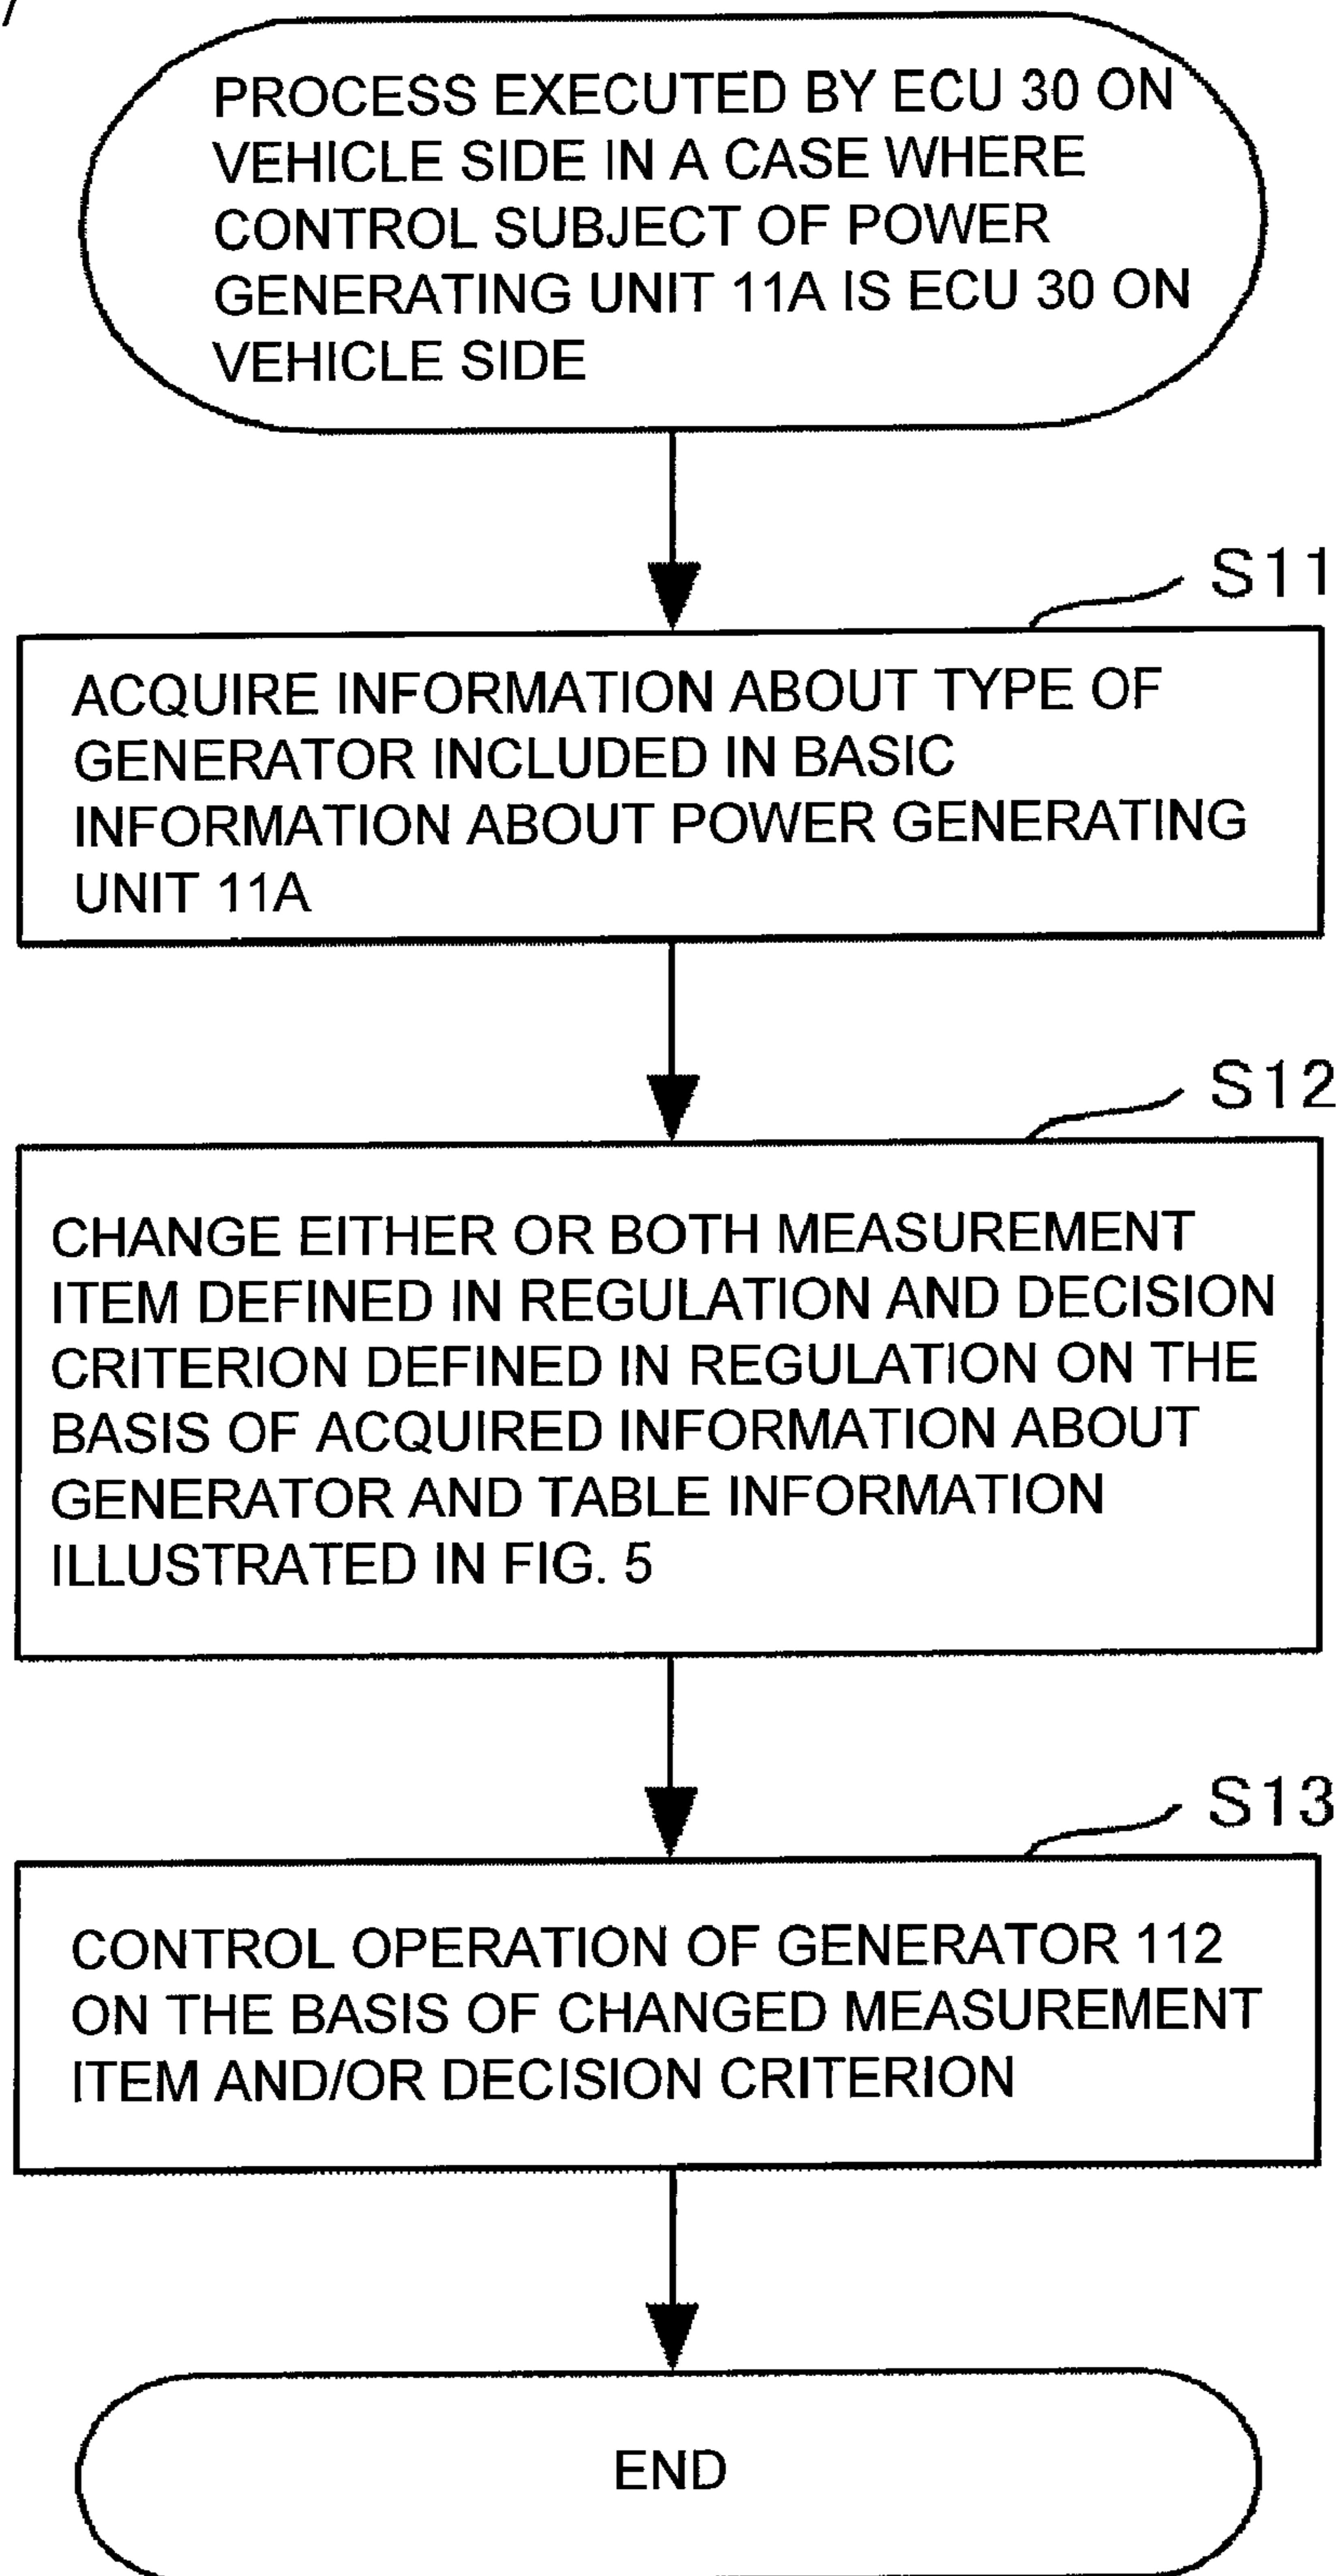 PROCESS EXECUTED BY ECU 30 ON
VEHICLE SIDE IN A CASE WHERE
CONTROL SUBJECT OF POWER
GENERATING UNIT 11A IS ECU 30 ON
VEHICLE SIDE
S11
ACQUIRE INFORMATION ABOUT TYPE OF
GENERATOR INCLUDED IN BASIC
INFORMATION ABOUT POWER GENERATING
UNIT 11A
S12
CHANGE EITHER OR BOTH MEASUREMENT
ITEM DEFINED IN REGULATION AND DECISION
CRITERION DEFINED IN REGULATION ON THE
BASIS OF ACQUIRED INFORMATION ABOUT
GENERATOR AND TABLE INFORMATION
ILLUSTRATED IN FIG. 5
S13
CONTROL OPERATION OF GENERATOR 112
ON THE BASIS OF CHANGED MEASUREMENT
ITEM AND/OR DECISION CRITERION
END